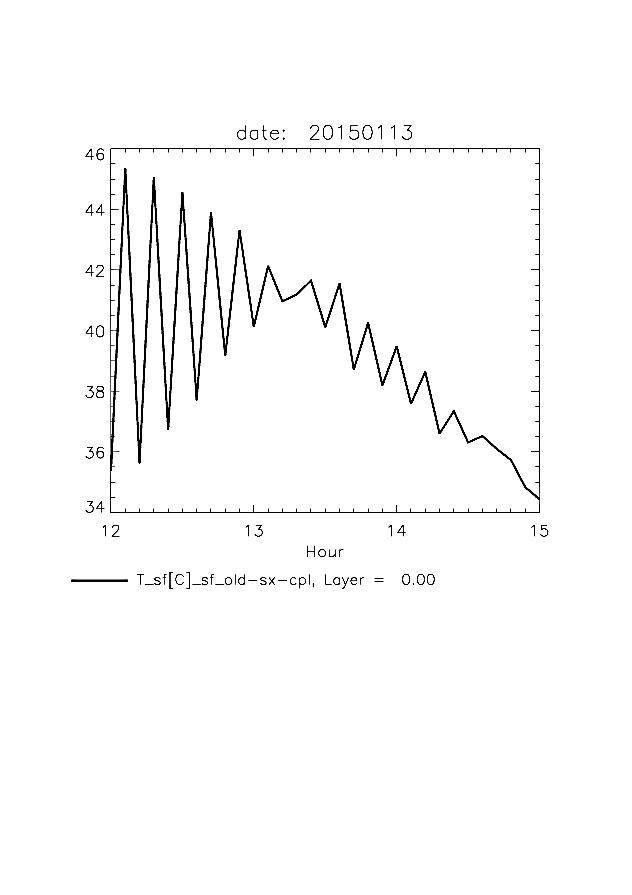 date: 20150113
46
44
42
40
38
36
34
12 13 14 15
Hour
T_sf[C]_sf_old-sx-cpl, Layer = 0.00